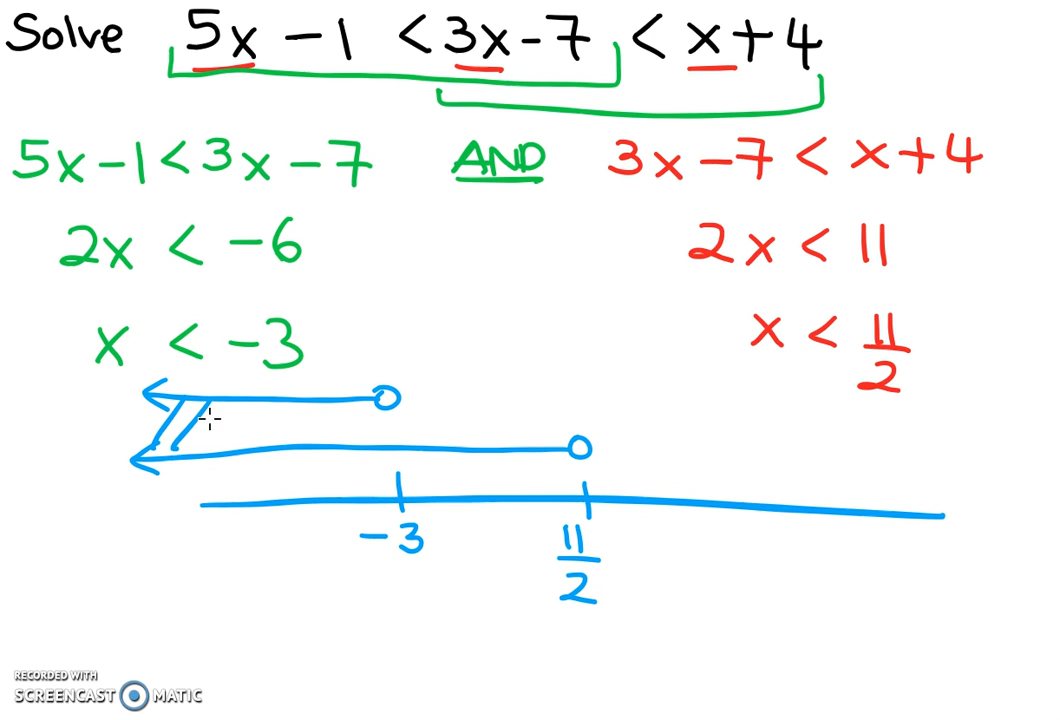 Solve 5x - 1 < 3x - 7 < x + 4
5x - 1 < 3x - 7 AND 3x - 7 < x + 4
2x < -6 2x < 11
x < -3 x < 11/2
-3 11/2
RECORDED WITH
SCREENCAST MATIC